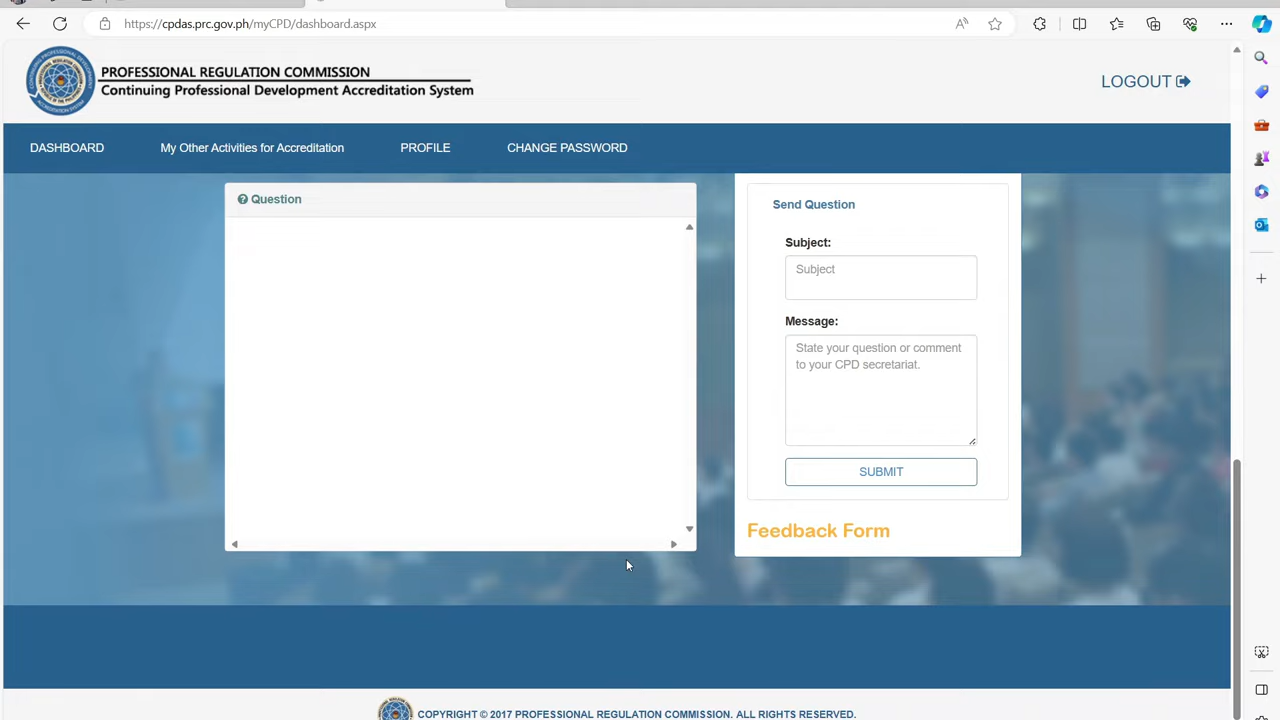 https://cpdas.prc.gov.ph/myCPD/dashboard.aspx
PROFESSIONAL REGULATION COMMISSION
Continuing Professional Development Accreditation System
LOGOUT
DASHBOARD
My Other Activities for Accreditation
PROFILE
CHANGE PASSWORD
Question
Send Question
Subject:
Subject
Message:
State your question or comment
to your CPD secretariat.
SUBMIT
Feedback Form
COPYRIGHT © 2017 PROFESSIONAL REGULATION COMMISSION. ALL RIGHTS RESERVED.